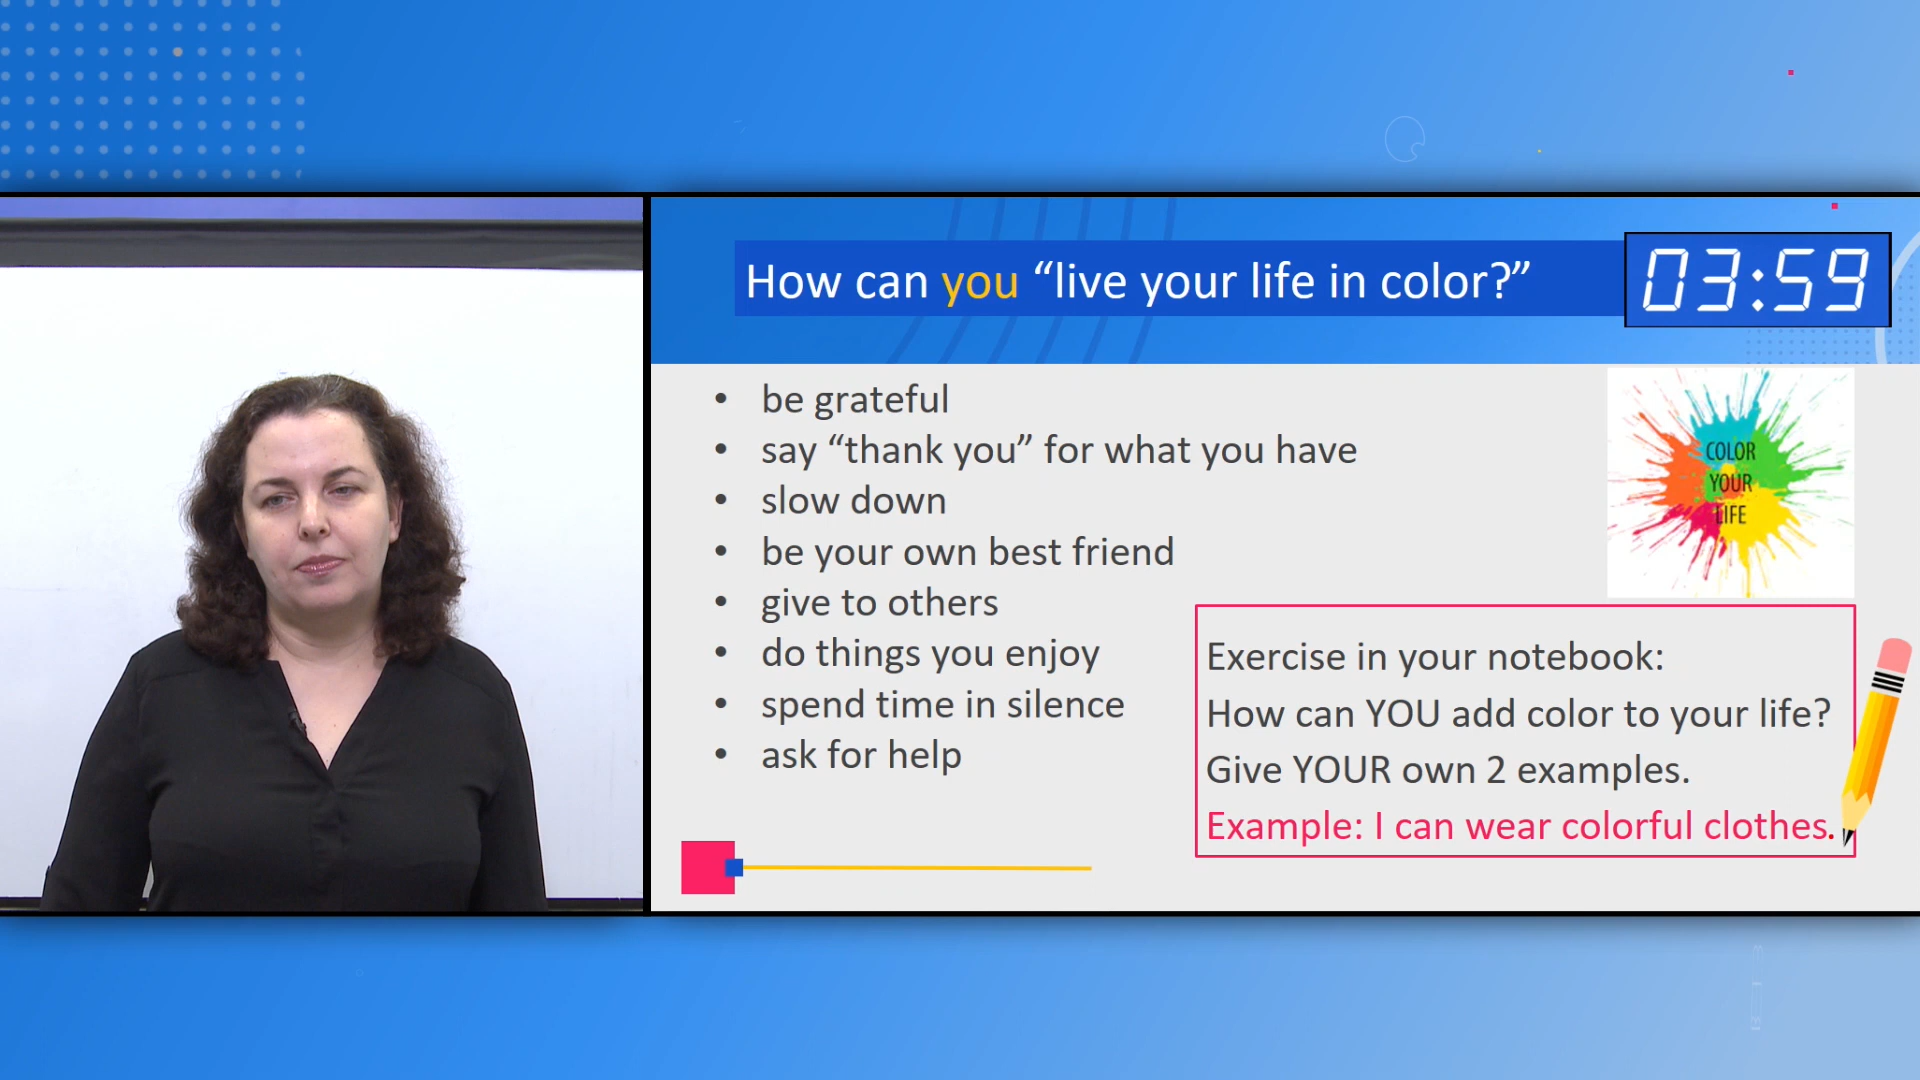 How can you “live your life in color?”
03:59
• be grateful
• say “thank you” for what you have
• slow down
• be your own best friend
• give to others
• do things you enjoy
• spend time in silence
• ask for help
COLOR
YOUR
LIFE
Exercise in your notebook:
How can YOU add color to your life?
Give YOUR own 2 examples.
Example: I can wear colorful clothes.